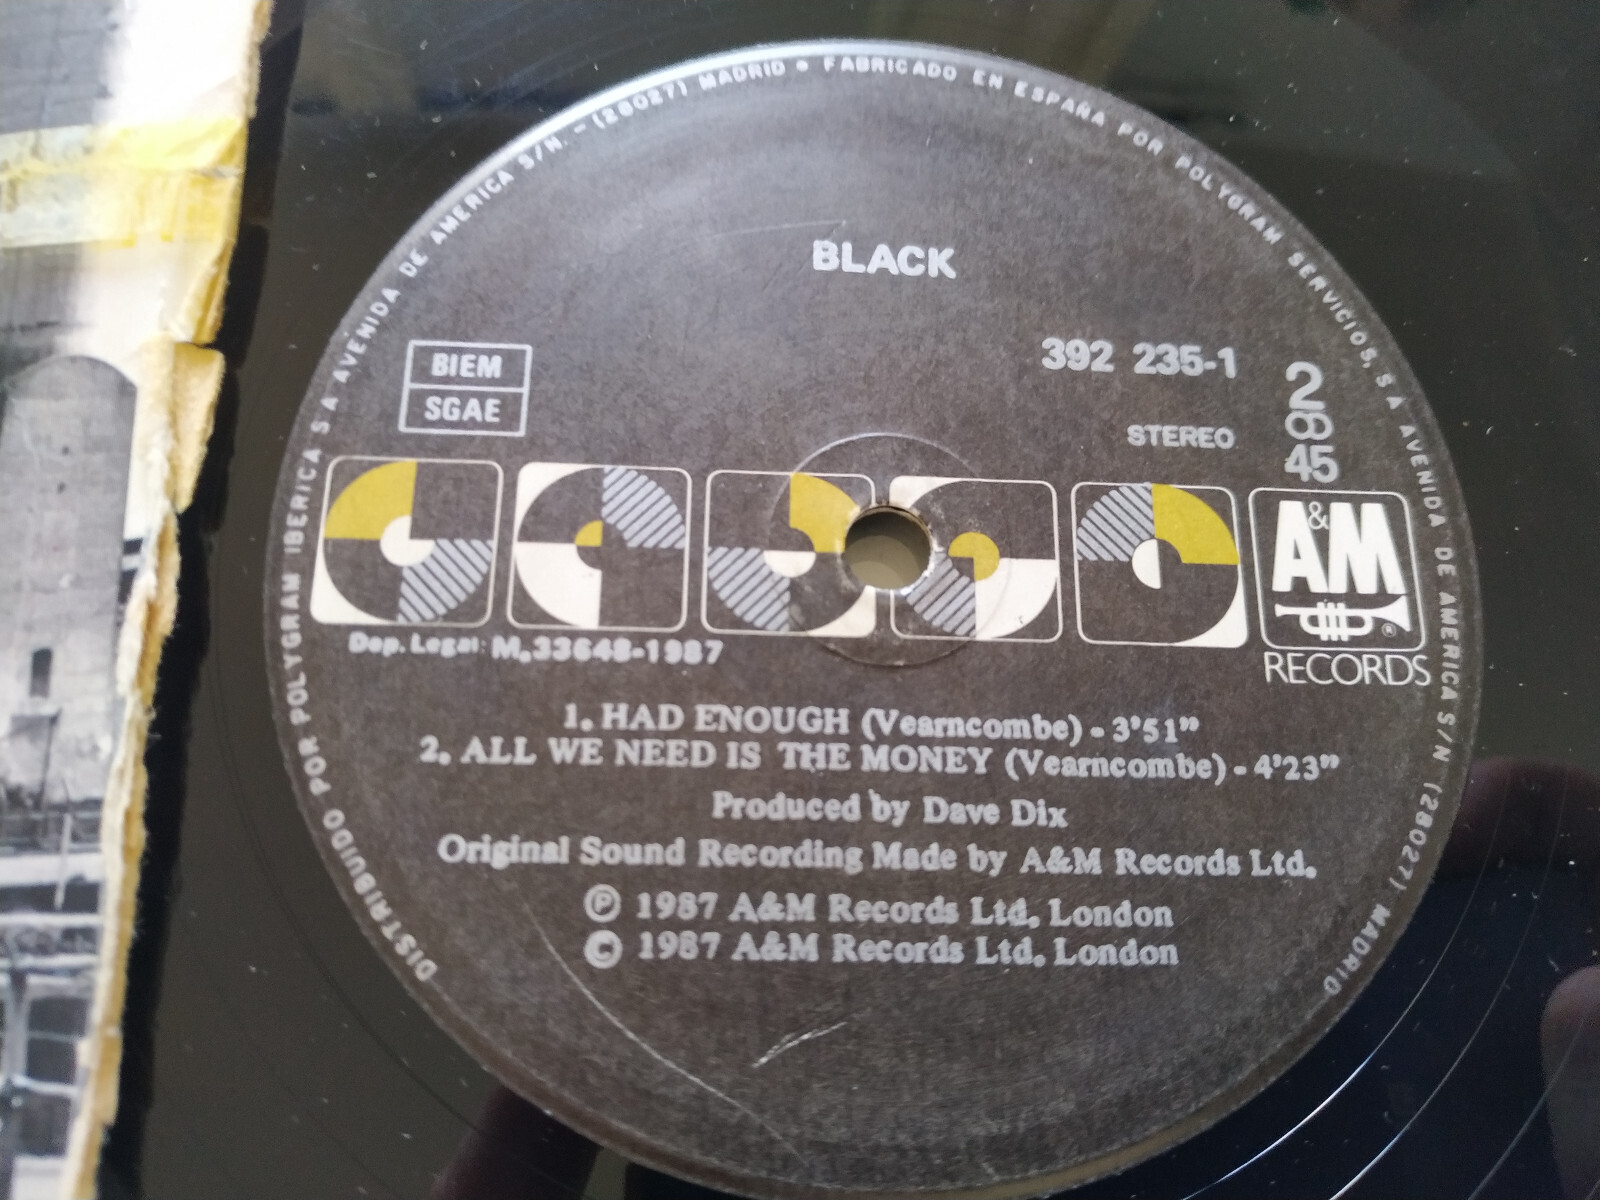 DISTRIBUIDO POR POLYGRAM IBERICA S A AVENIDA DE AMERICA S/N. - (28027) MADRID • FABRICADO EN ESPAÑA POR POLYGRAM SERVICIOS, S A AVENIDA DE AMERICA S/N (28027) MADRID
BLACK
BIEM
SGAE
392 235-1
2
STEREO
45
A&M
®
RECORDS
Dep. Legal: M.33648-1987
1. HAD ENOUGH (Vearncombe) - 3'51”
2. ALL WE NEED IS THE MONEY (Vearncombe) - 4'23”
Produced by Dave Dix
Original Sound Recording Made by A&M Records Ltd.
Ⓟ 1987 A&M Records Ltd. London
© 1987 A&M Records Ltd. London